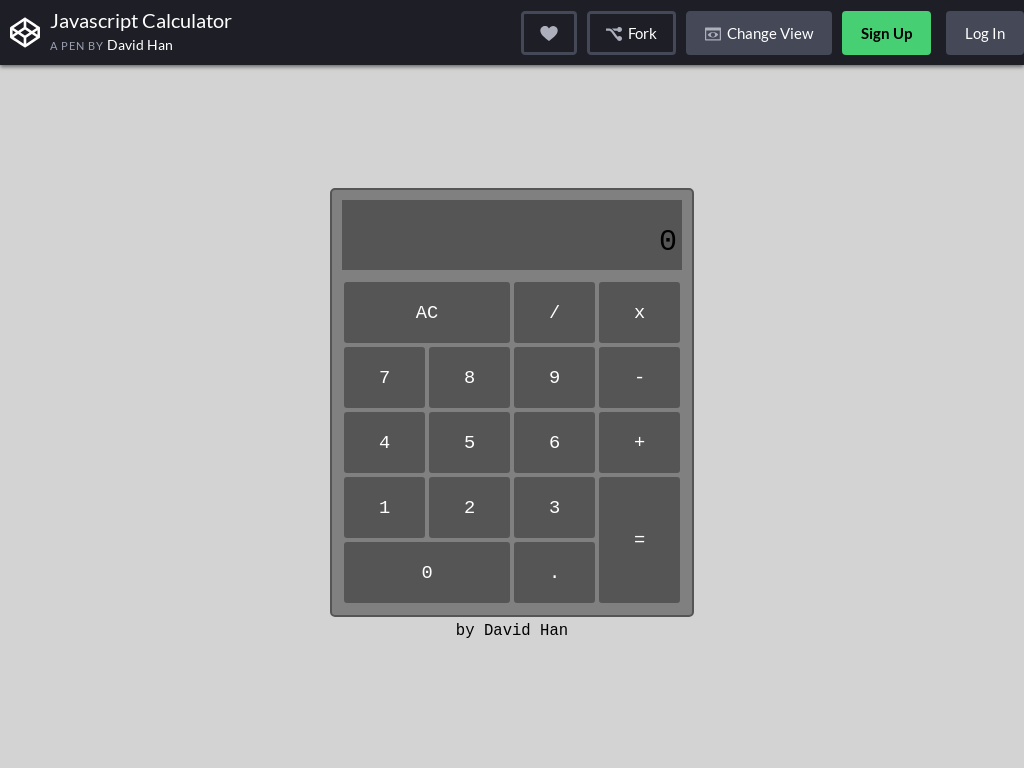 Javascript Calculator
A PEN BY David Han
Fork
Change View
Sign Up
Log In
0
AC / x
7 8 9 -
4 5 6 +
1 2 3
=
0 .
by David Han